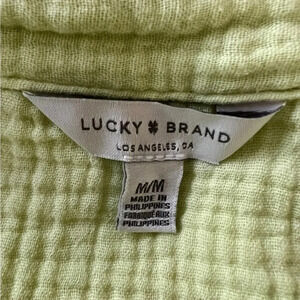 LUCKY BRAND
LOS ANGELES, CA
M/M
MADE IN
PHILIPPINES
FABRIQUÉ AUX
PHILIPPINES